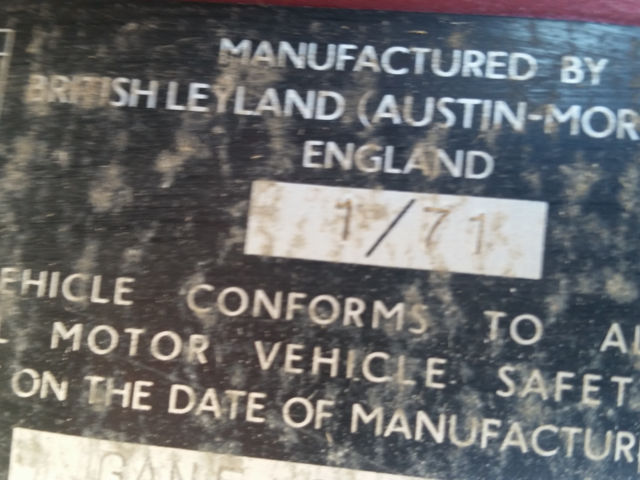 MANUFACTURED BY
BRITISH LEYLAND (AUSTIN-MOR
ENGLAND
1/71
EHICLE CONFORMS TO A
L MOTOR VEHICLE SAFET
ON THE DATE OF MANUFACTUR
GAN5